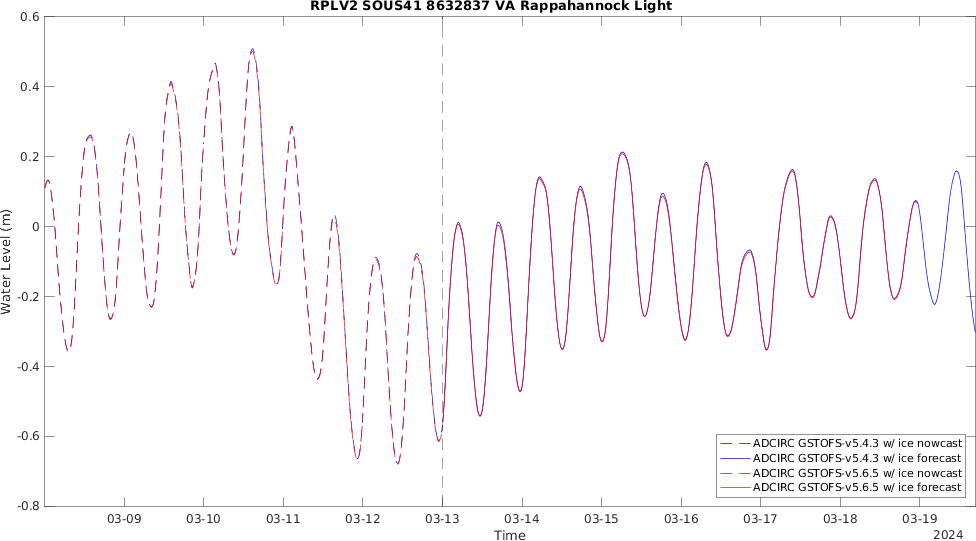 RPLV2 SOUS41 8632837 VA Rappahannock Light
0.6
0.4
0.2
0
-0.2
-0.4
-0.6
-0.8
Water Level (m)
ADCIRC GSTOFS-v5.4.3 w/ ice nowcast
ADCIRC GSTOFS-v5.4.3 w/ ice forecast
ADCIRC GSTOFS-v5.6.5 w/ ice nowcast
ADCIRC GSTOFS-v5.6.5 w/ ice forecast
03-09 03-10 03-11 03-12 03-13 03-14 03-15 03-16 03-17 03-18 03-19
Time
2024